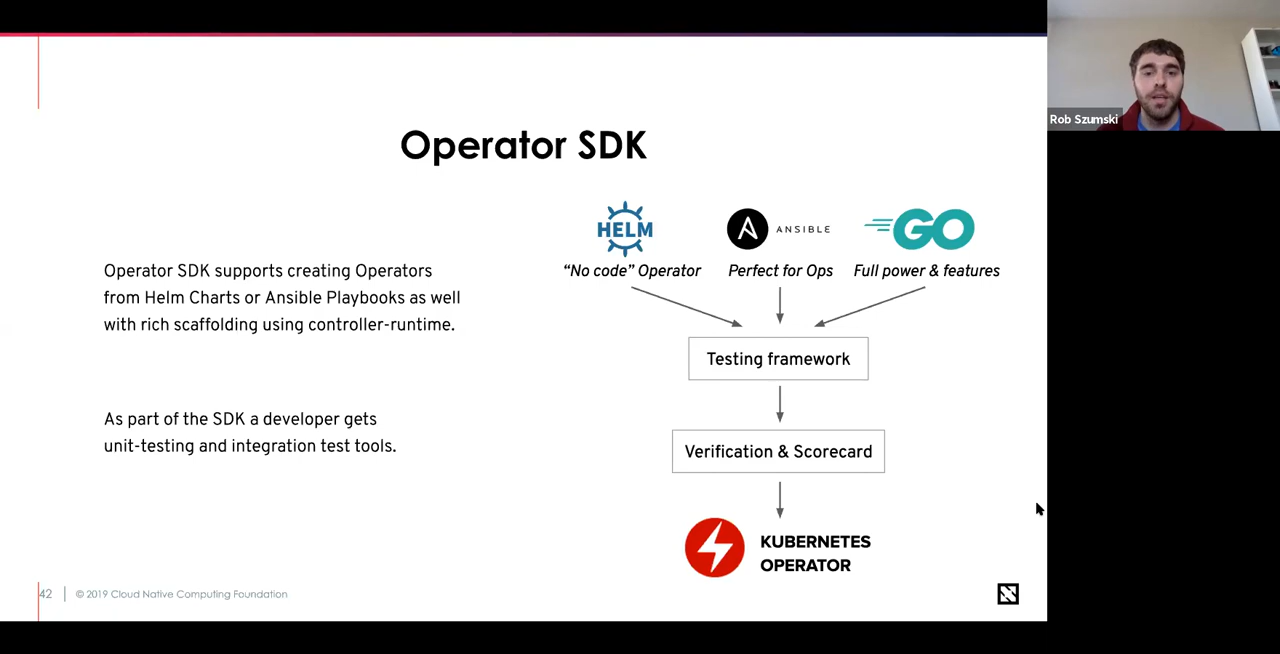 Rob Szumski
Operator SDK
Operator SDK supports creating Operators
from Helm Charts or Ansible Playbooks as well
with rich scaffolding using controller-runtime.
As part of the SDK a developer gets
unit-testing and integration test tools.
HELM
ANSIBLE
GO
“No code” Operator
Perfect for Ops
Full power & features
Testing framework
Verification & Scorecard
KUBERNETES
OPERATOR
42
© 2019 Cloud Native Computing Foundation